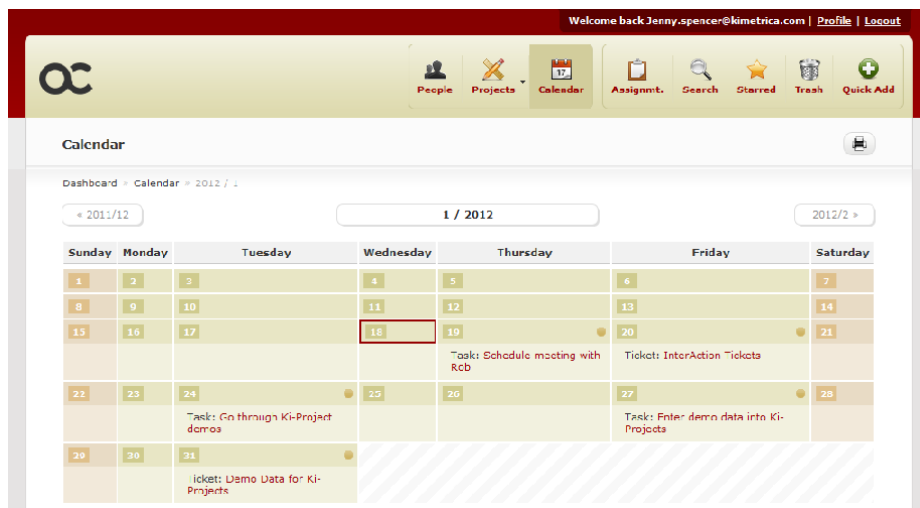 Welcome back Jenny.spencer@kimetrica.com | Profile | Logout
People Projects Calendar Assignmt. Search Starred Trash Quick Add
Calendar
Dashboard » Calendar » 2012 / 1
« 2011/12 1 / 2012 2012/2 »
Sunday Monday Tuesday Wednesday Thursday Friday Saturday
1 2 3 4 5 6 7
8 9 10 11 12 13 14
15 16 17 18 19 20 21
Task: Schedule meeting with Ticket: InterAction Tickets
Rob
22 23 24 25 26 27 28
Task: Go through Ki-Project Task: Enter demo data into Ki-
demos Projects
29 30 31
Ticket: Demo Data for Ki-
Projects